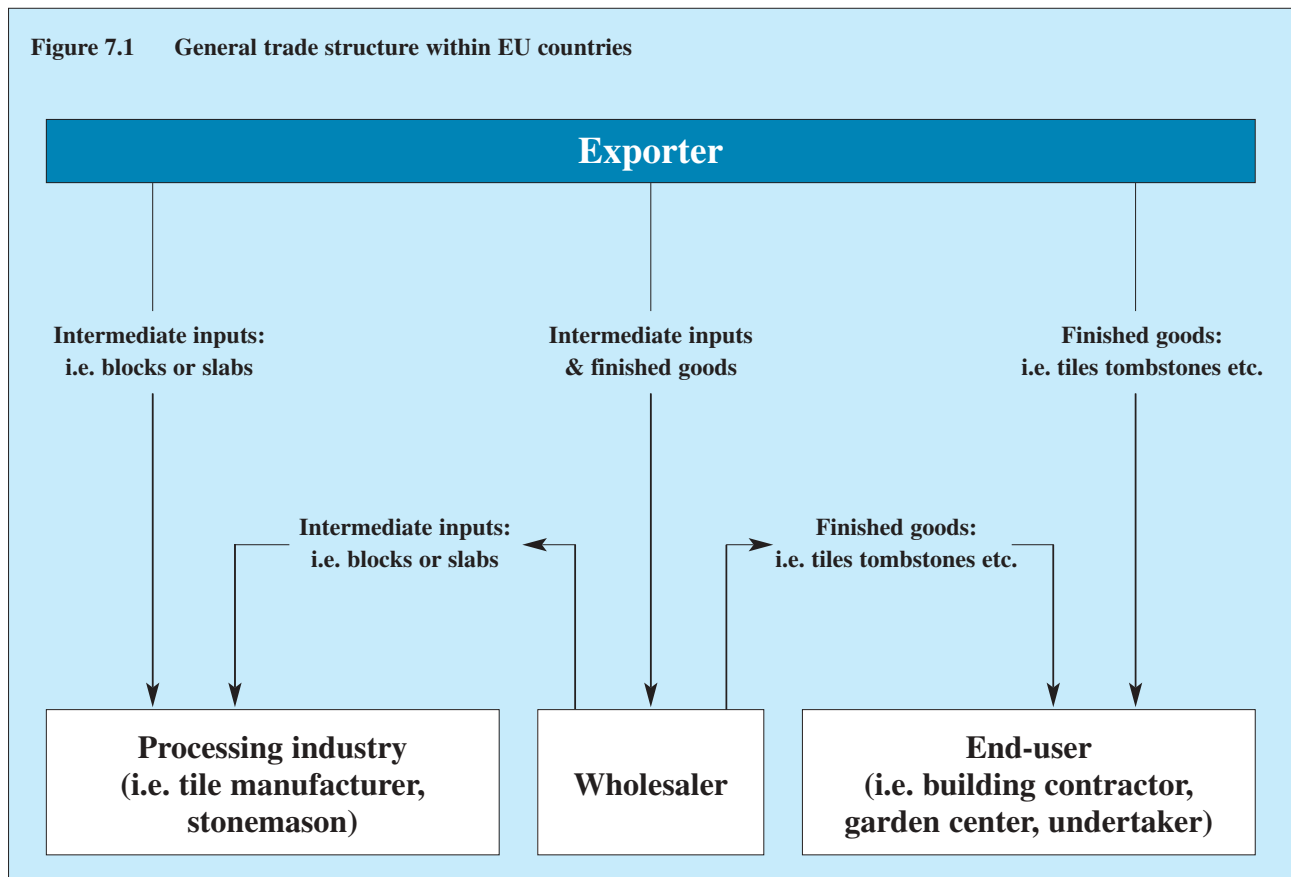 Figure 7.1 General trade structure within EU countries
Exporter
Intermediate inputs:
i.e. blocks or slabs
Intermediate inputs
& finished goods
Finished goods:
i.e. tiles tombstones etc.
Intermediate inputs:
i.e. blocks or slabs
Finished goods:
i.e. tiles tombstones etc.
Processing industry
(i.e. tile manufacturer,
stonemason)
Wholesaler
End-user
(i.e. building contractor,
garden center, undertaker)